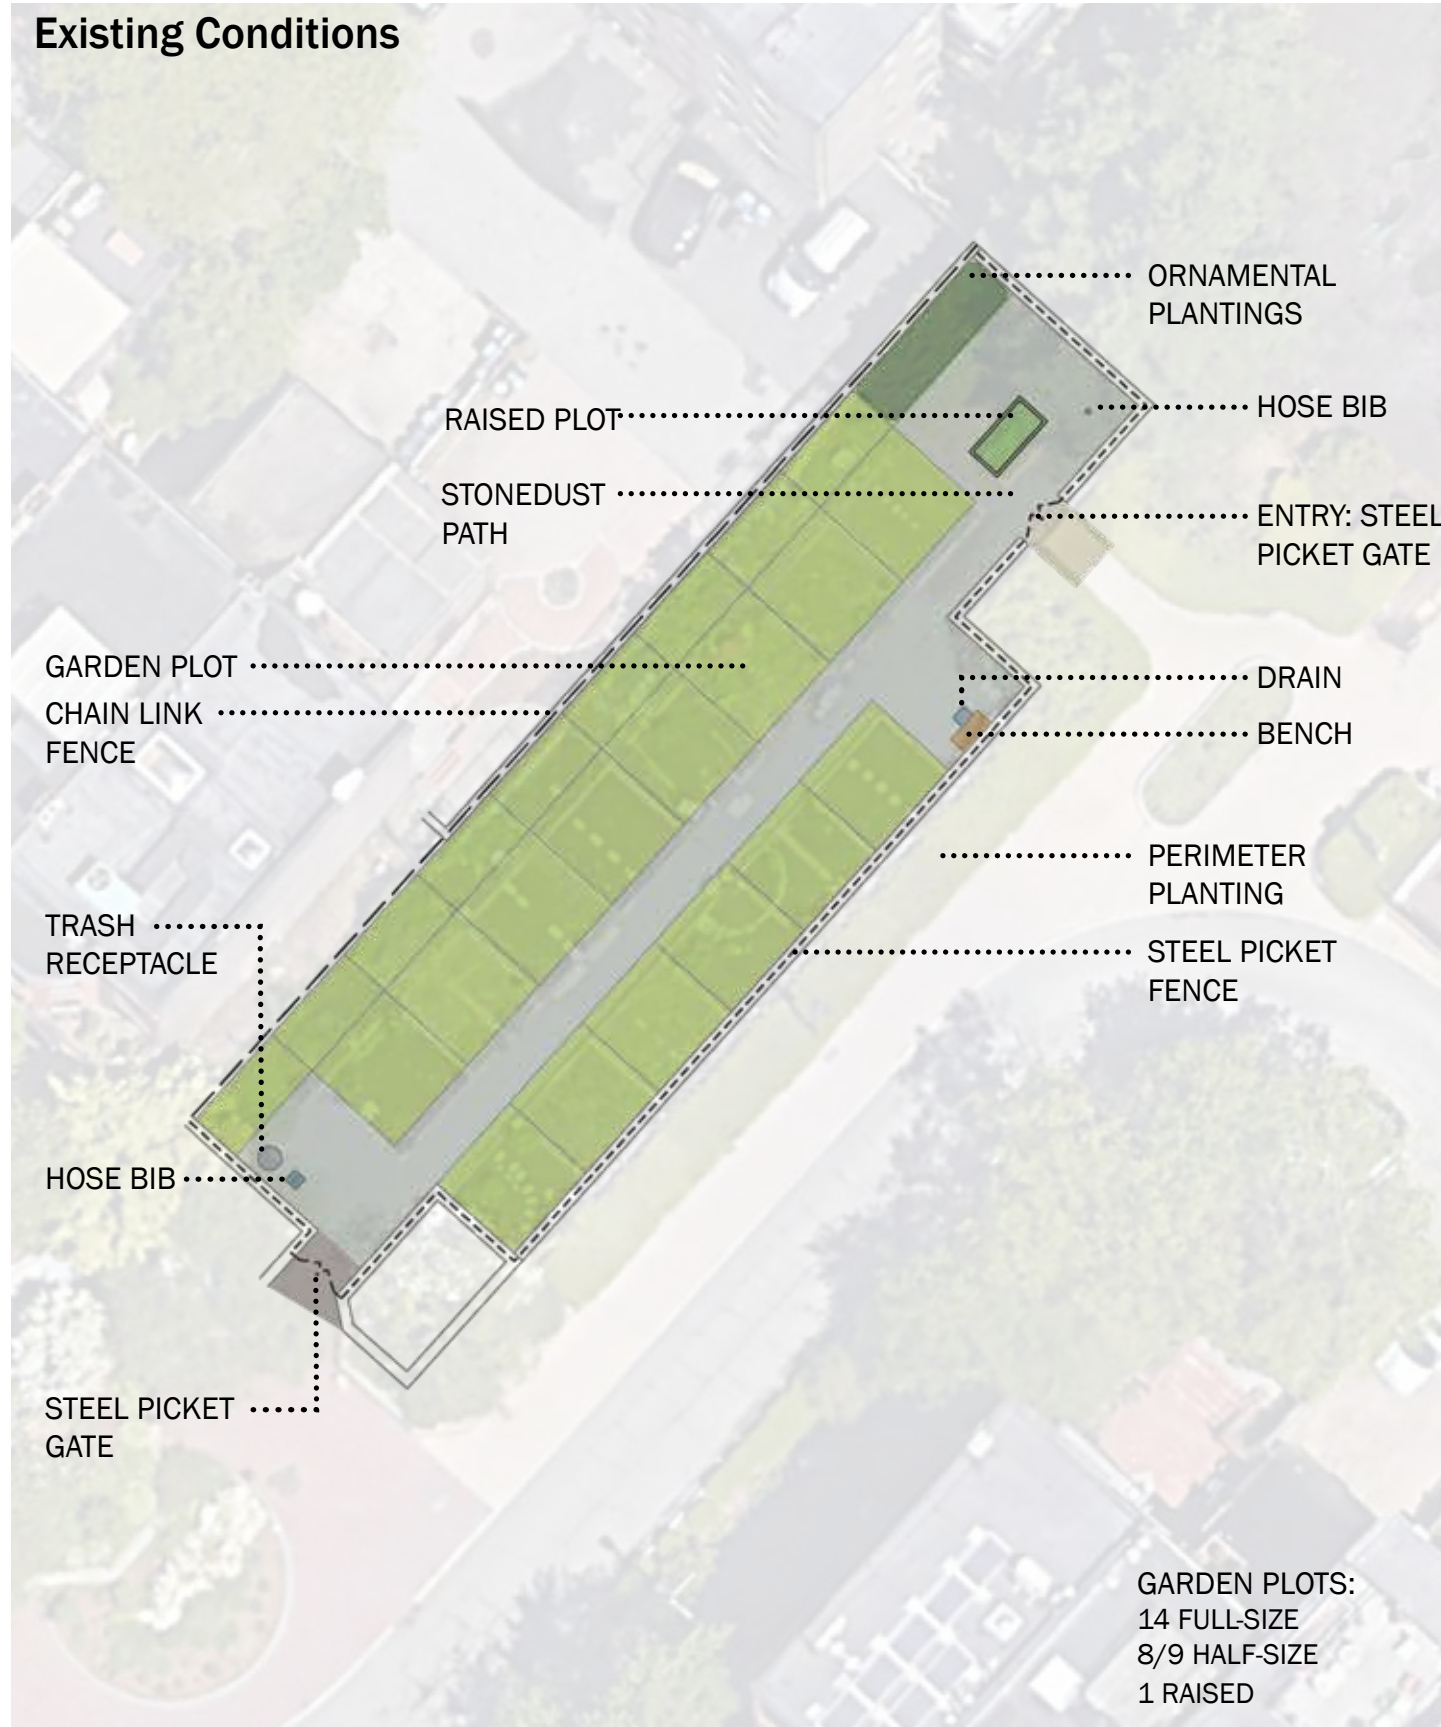 Existing Conditions
ORNAMENTAL
PLANTINGS
RAISED PLOT
HOSE BIB
STONEDUST
PATH
ENTRY: STEEL
PICKET GATE
GARDEN PLOT
DRAIN
CHAIN LINK
FENCE
BENCH
PERIMETER
PLANTING
TRASH
RECEPTACLE
STEEL PICKET
FENCE
HOSE BIB
STEEL PICKET
GATE
GARDEN PLOTS:
14 FULL-SIZE
8/9 HALF-SIZE
1 RAISED